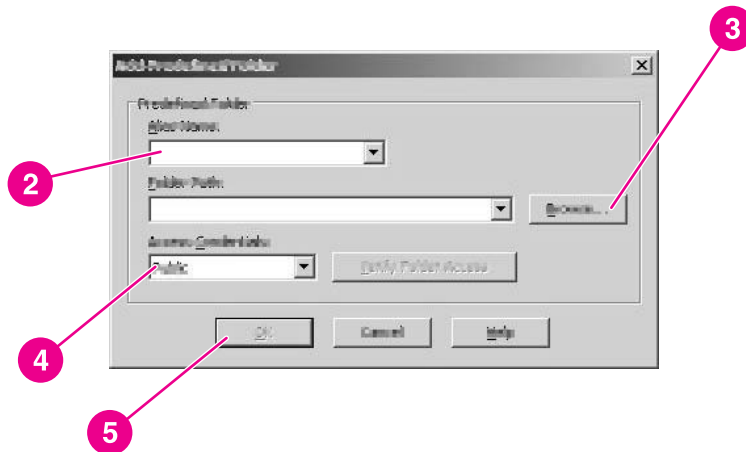 3
Add Predefined Folder
Predefined Folder
Alias Name:
2
Folder Path:
Browse...
Access Credentials:
Public
Verify Folder Access
4
OK
Cancel
Help
5